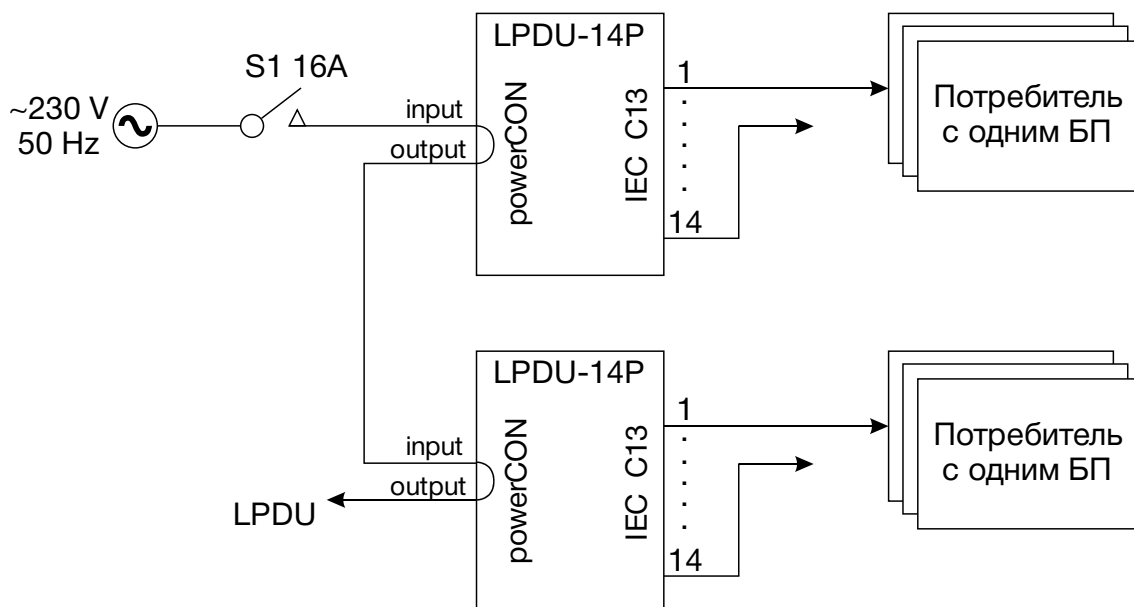 LPDU-14P
S1 16A
~230 V
50 Hz
input
output
powerCON
IEC C13
1
14
Потребитель
с одним БП
LPDU-14P
input
output
LPDU
powerCON
IEC C13
1
14
Потребитель
с одним БП